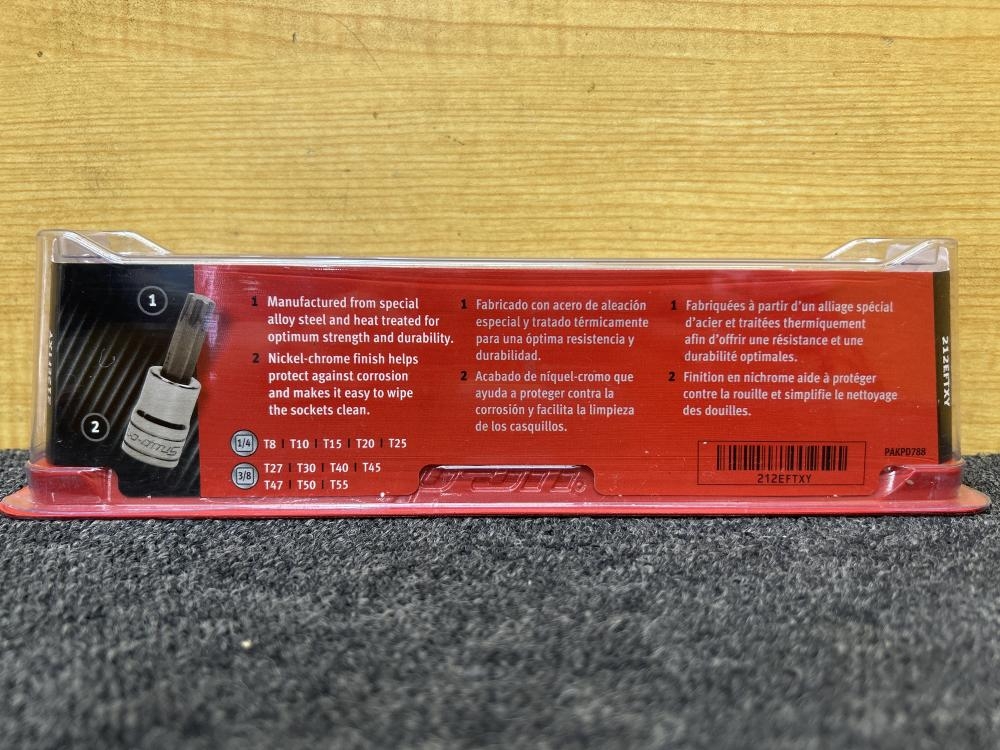 1
2
1 Manufactured from special
alloy steel and heat treated for
optimum strength and durability.
2 Nickel-chrome finish helps
protect against corrosion
and makes it easy to wipe
the sockets clean.
1/4 T8 | T10 | T15 | T20 | T25
3/8 T27 | T30 | T40 | T45
T47 | T50 | T55
1 Fabricado con acero de aleación
especial y tratado térmicamente
para una óptima resistencia y
durabilidad.
2 Acabado de níquel-cromo que
ayuda a proteger contra la
corrosión y facilita la limpieza
de los casquillos.
1 Fabriquées à partir d'un alliage spécial
d'acier et traitées thermiquement
afin d'offrir une résistance et une
durabilité optimales.
2 Finition en nichrome aide à protéger
contre la rouille et simplifie le nettoyage
des douilles.
212EFTXY
PAKPD788
212EFTXY
212EFTXY
Snap-on